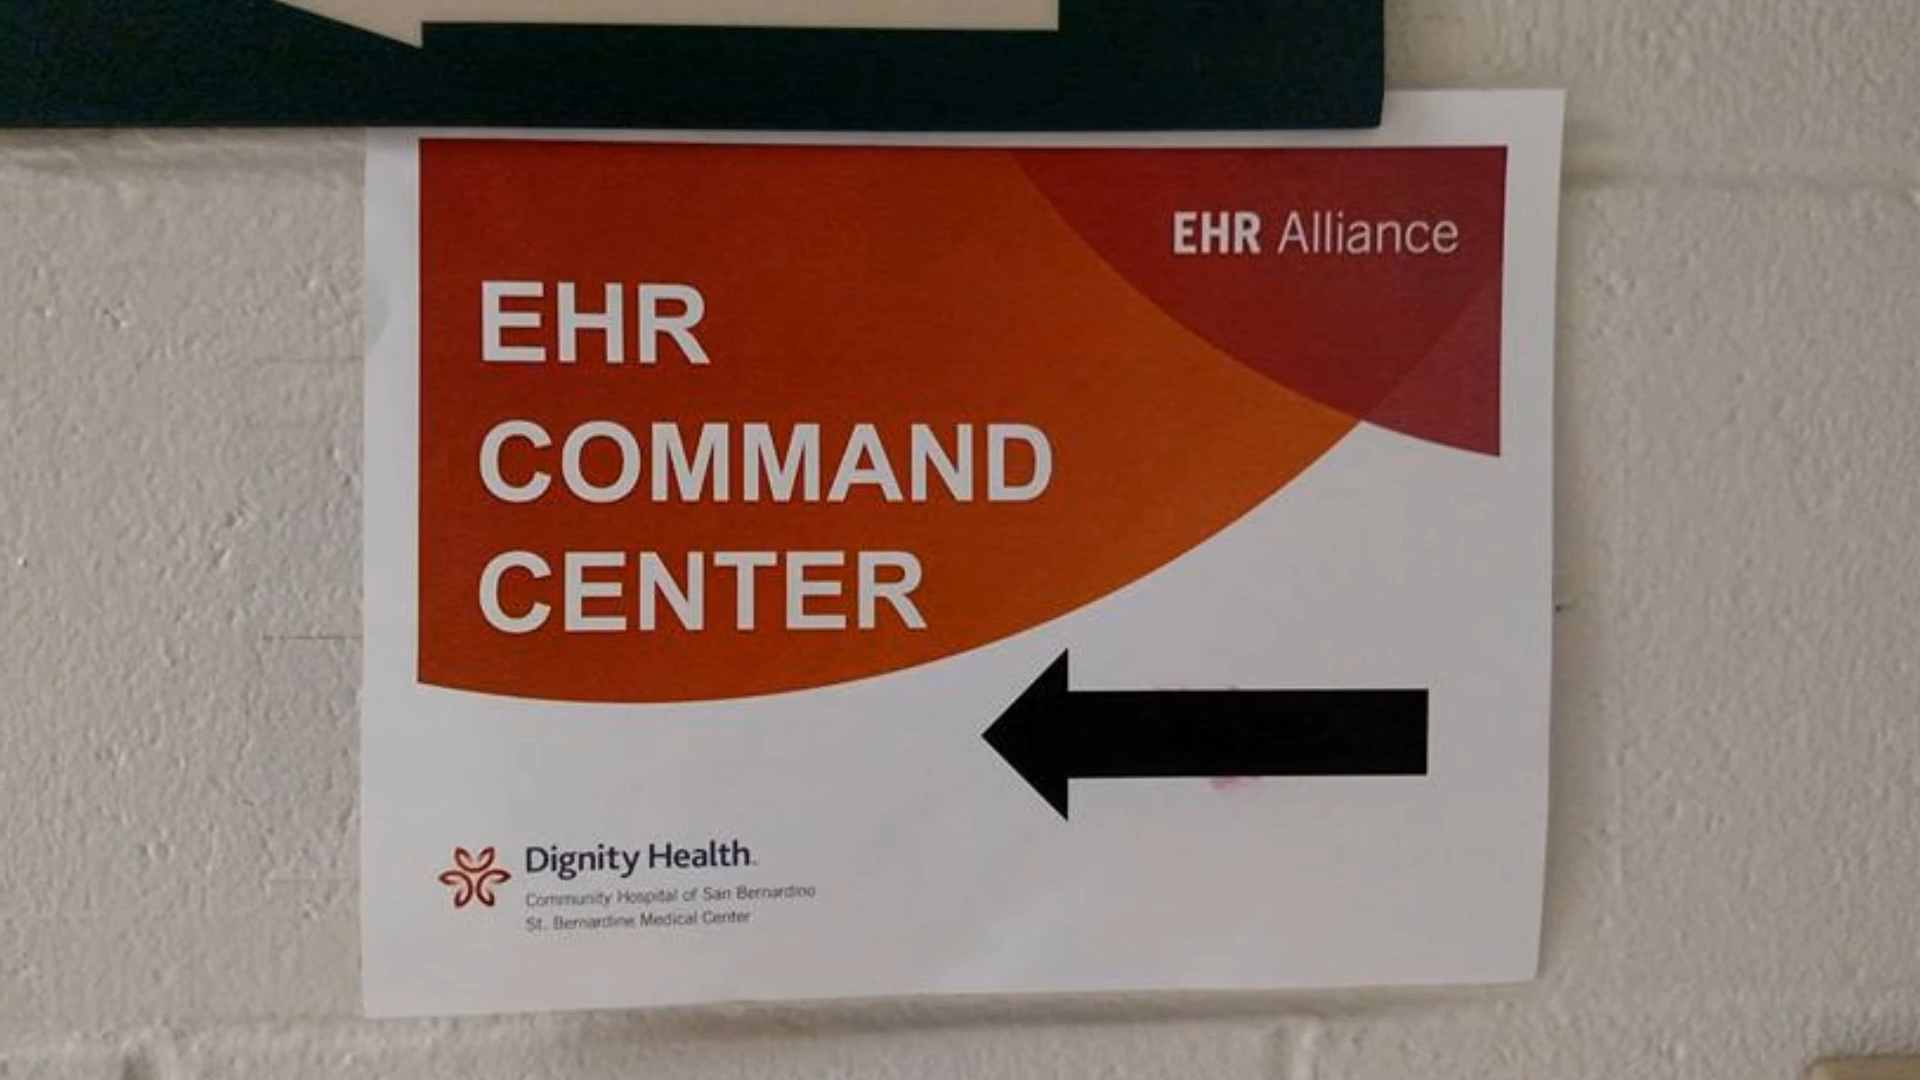 EHR Alliance
EHR
COMMAND
CENTER
Dignity Health.
Community Hospital of San Bernardino
St. Bernardine Medical Center